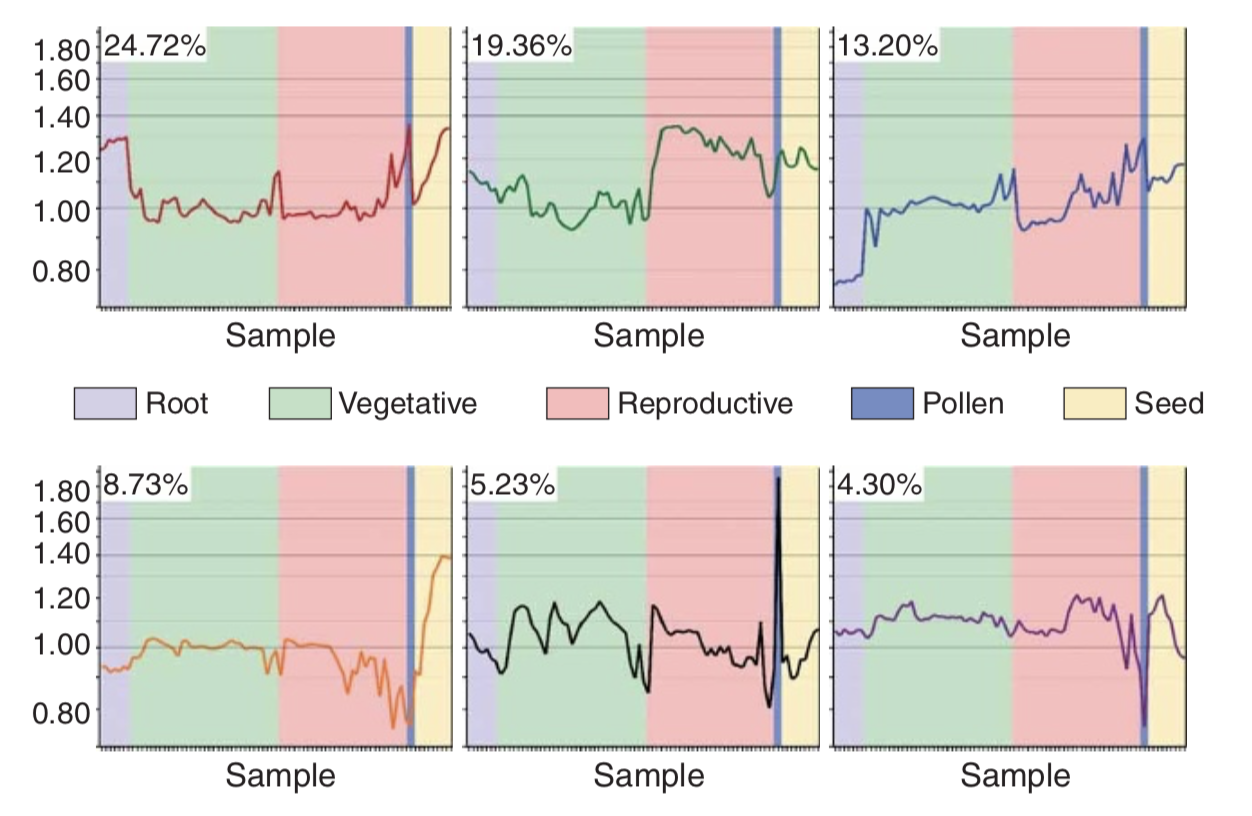 24.72% 19.36% 13.20%
1.80
1.60
1.40
1.20
1.00
0.80
Sample Sample Sample
Root Vegetative Reproductive Pollen Seed
8.73% 5.23% 4.30%
1.80
1.60
1.40
1.20
1.00
0.80
Sample Sample Sample